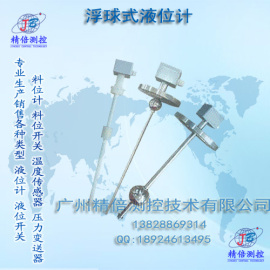 浮球式液位计
精倍测控
精倍测控
专业生产销售各种类型
液位计 液位开关
料位计 料位开关
温度传感器
压力变送器
广州精倍测控技术有限公司
13828869314
QQ:18924613495